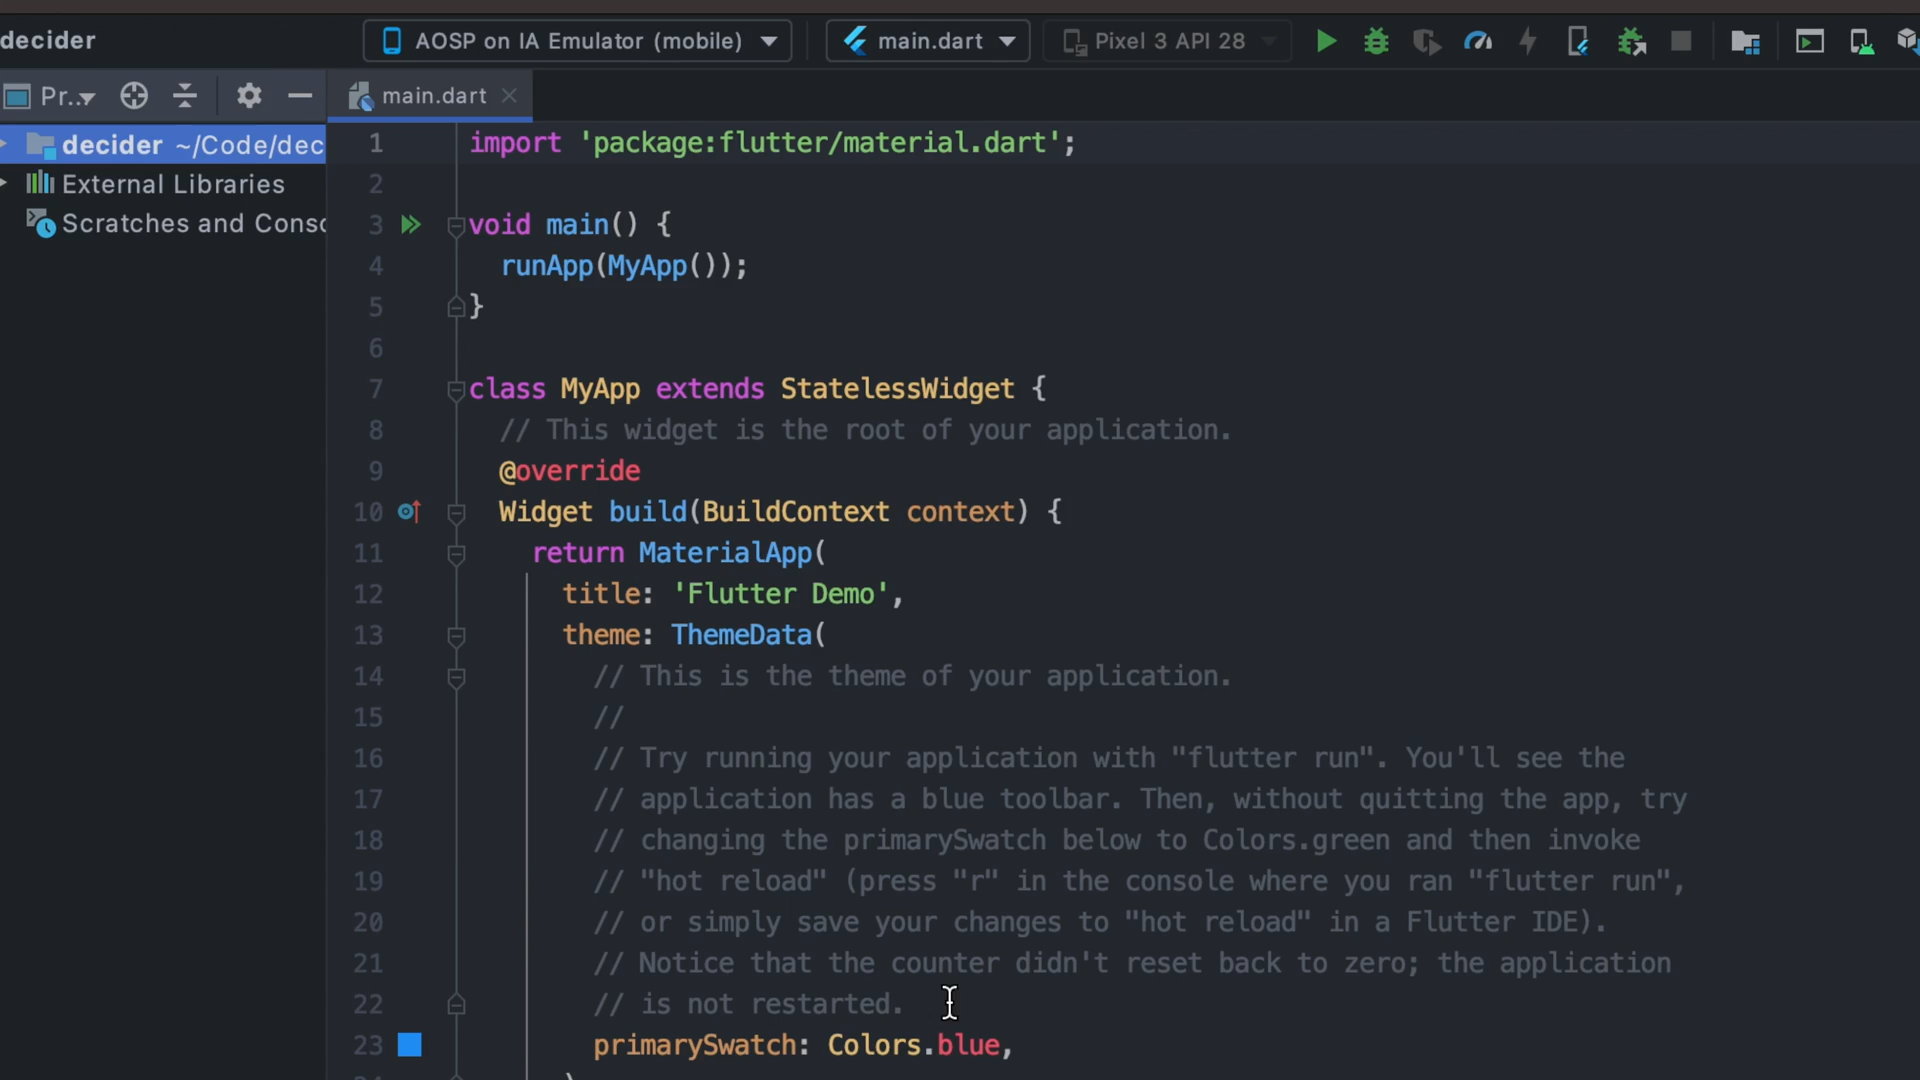 decider
AOSP on IA Emulator (mobile)
main.dart
Pixel 3 API 28
Pr...
main.dart
decider ~/Code/dec
External Libraries
Scratches and Conso
1 import 'package:flutter/material.dart';
2
3 void main() {
4 runApp(MyApp());
5 }
6
7 class MyApp extends StatelessWidget {
8 // This widget is the root of your application.
9 @override
10 Widget build(BuildContext context) {
11 return MaterialApp(
12 title: 'Flutter Demo',
13 theme: ThemeData(
14 // This is the theme of your application.
15 //
16 // Try running your application with "flutter run". You'll see the
17 // application has a blue toolbar. Then, without quitting the app, try
18 // changing the primarySwatch below to Colors.green and then invoke
19 // "hot reload" (press "r" in the console where you ran "flutter run",
20 // or simply save your changes to "hot reload" in a Flutter IDE).
21 // Notice that the counter didn't reset back to zero; the application
22 // is not restarted.
23 primarySwatch: Colors.blue,